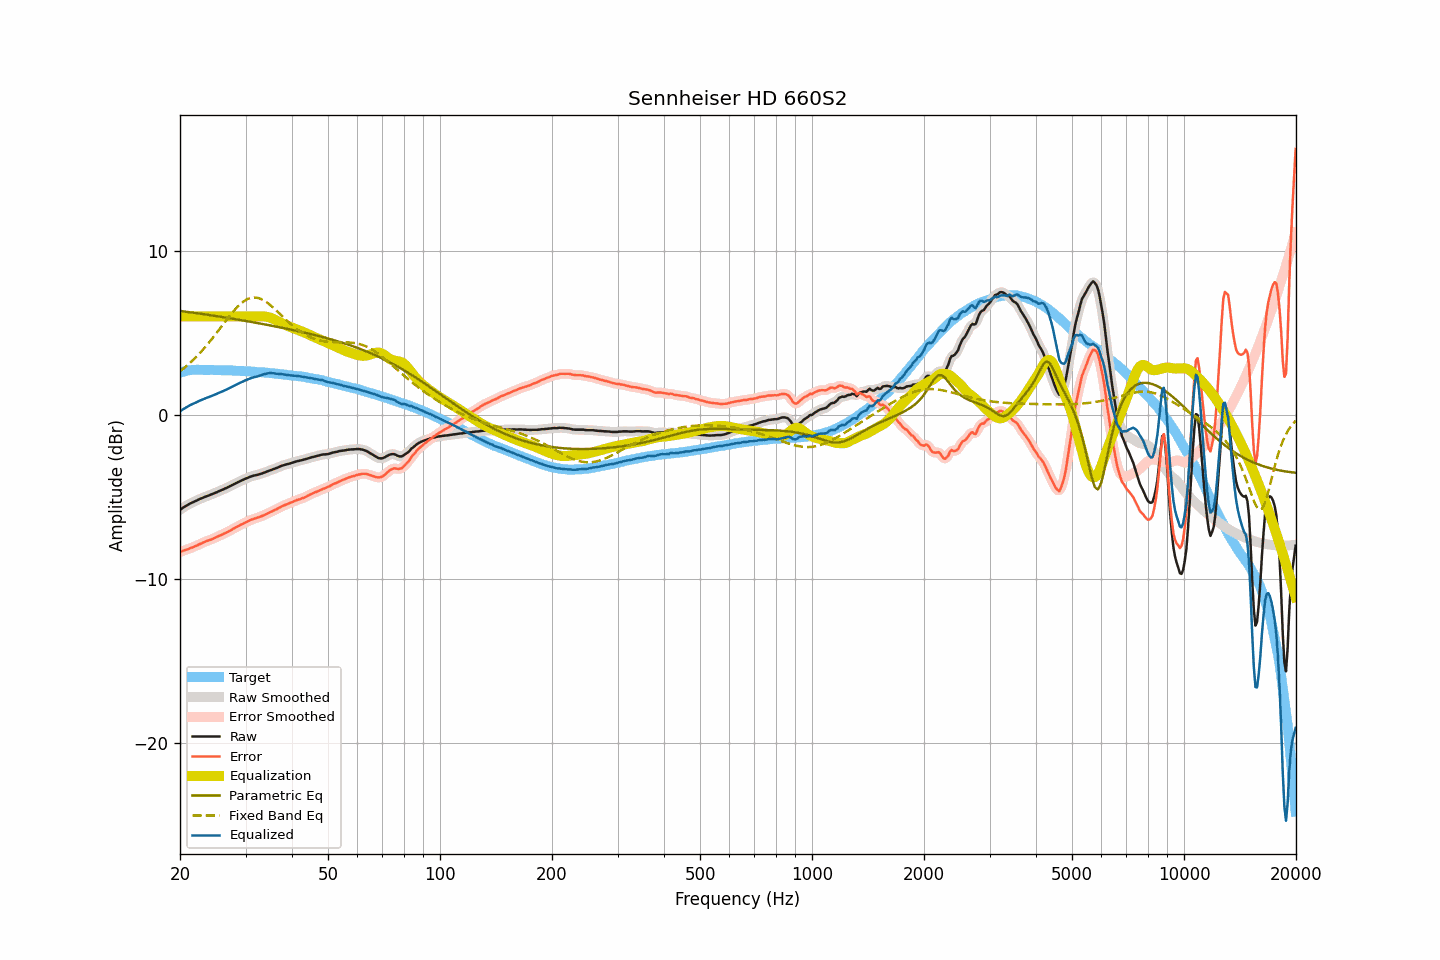 Sennheiser HD 660S2
Amplitude (dBr)
10
0
−10
−20
Target
Raw Smoothed
Error Smoothed
Raw
Error
Equalization
Parametric Eq
Fixed Band Eq
Equalized
20 50 100 200 500 1000 2000 5000 10000 20000
Frequency (Hz)